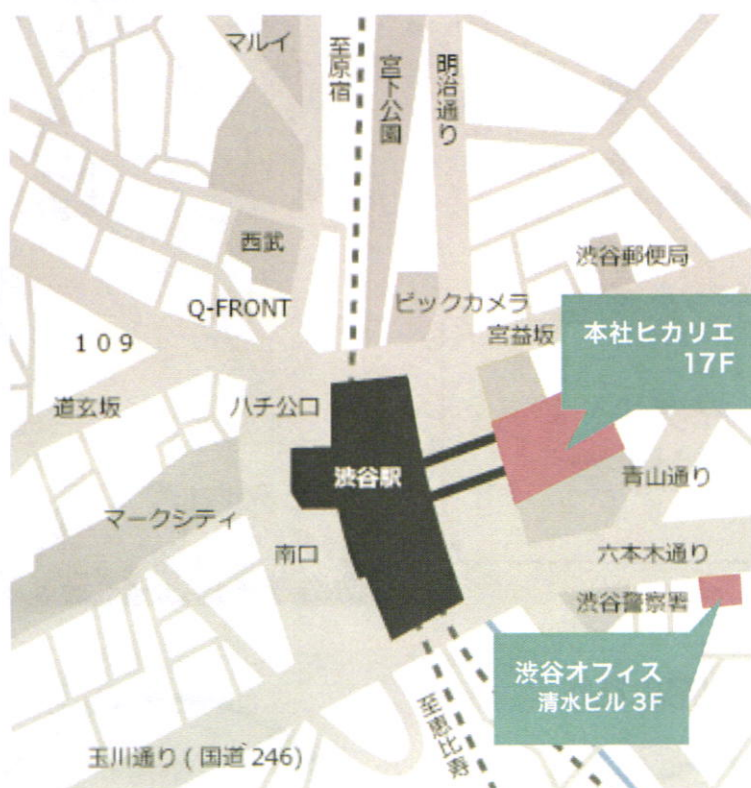 マルイ
至原宿
宮下公園
明治通り
西武
渋谷郵便局
Q-FRONT
ビックカメラ
宮益坂
本社ヒカリエ
17F
109
道玄坂
ハチ公口
渋谷駅
青山通り
マークシティ
南口
六本木通り
渋谷警察署
渋谷オフィス
清水ビル 3F
至恵比寿
玉川通り ( 国道 246)